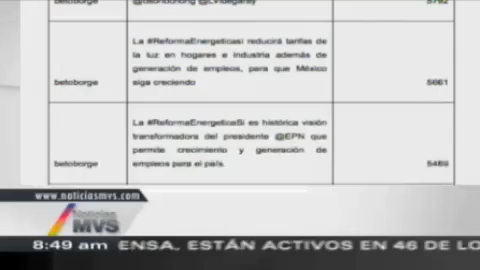 @osoriochong @LVidegaray
5792
La #ReformaEnergeticasi reducirá tarifas de
la luz en hogares e industria además de
generación de empleos, para que México
siga creciendo
betoborge
5661
La #ReformaEnergeticaSi es histórica visión
transformadora del presidente @EPN que
permite crecimiento y generación de
empleos para el país.
betoborge
5469
www.noticiasmvs.com
Noticias
MVS
8:49 am ENSA, ESTÁN ACTIVOS EN 46 DE LO